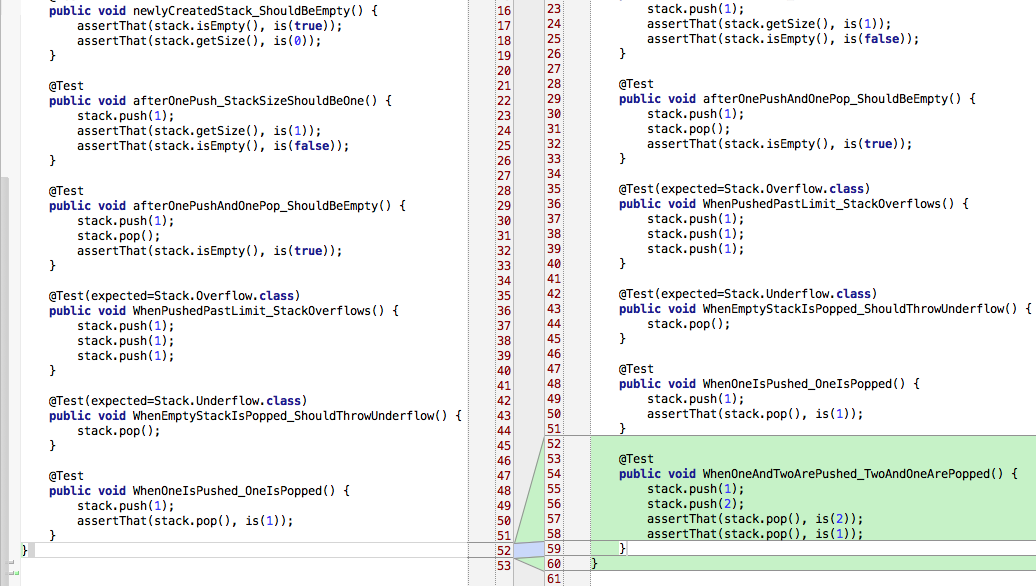 public void newlyCreatedStack_ShouldBeEmpty() {
assertThat(stack.isEmpty(), is(true));
assertThat(stack.getSize(), is(0));
}
@Test
public void afterOnePush_StackSizeShouldBeOne() {
stack.push(1);
assertThat(stack.getSize(), is(1));
assertThat(stack.isEmpty(), is(false));
}
@Test
public void afterOnePushAndOnePop_ShouldBeEmpty() {
stack.push(1);
stack.pop();
assertThat(stack.isEmpty(), is(true));
}
@Test(expected=Stack.Overflow.class)
public void WhenPushedPastLimit_StackOverflows() {
stack.push(1);
stack.push(1);
stack.push(1);
}
@Test(expected=Stack.Underflow.class)
public void WhenEmptyStackIsPopped_ShouldThrowUnderflow() {
stack.pop();
}
@Test
public void WhenOneIsPushed_OneIsPopped() {
stack.push(1);
assertThat(stack.pop(), is(1));
}
}
16
17
18
19
20
21
22
23
24
25
26
27
28
29
30
31
32
33
34
35
36
37
38
39
40
41
42
43
44
45
46
47
48
49
50
51
52
53
23 stack.push(1);
24 assertThat(stack.getSize(), is(1));
25 assertThat(stack.isEmpty(), is(false));
26 }
27
28 @Test
29 public void afterOnePushAndOnePop_ShouldBeEmpty() {
30 stack.push(1);
31 stack.pop();
32 assertThat(stack.isEmpty(), is(true));
33 }
34
35 @Test(expected=Stack.Overflow.class)
36 public void WhenPushedPastLimit_StackOverflows() {
37 stack.push(1);
38 stack.push(1);
39 stack.push(1);
40 }
41
42 @Test(expected=Stack.Underflow.class)
43 public void WhenEmptyStackIsPopped_ShouldThrowUnderflow() {
44 stack.pop();
45 }
46
47 @Test
48 public void WhenOneIsPushed_OneIsPopped() {
49 stack.push(1);
50 assertThat(stack.pop(), is(1));
51 }
52
53 @Test
54 public void WhenOneAndTwoArePushed_TwoAndOneArePopped() {
55 stack.push(1);
56 stack.push(2);
57 assertThat(stack.pop(), is(2));
58 assertThat(stack.pop(), is(1));
59 }
60 }
61